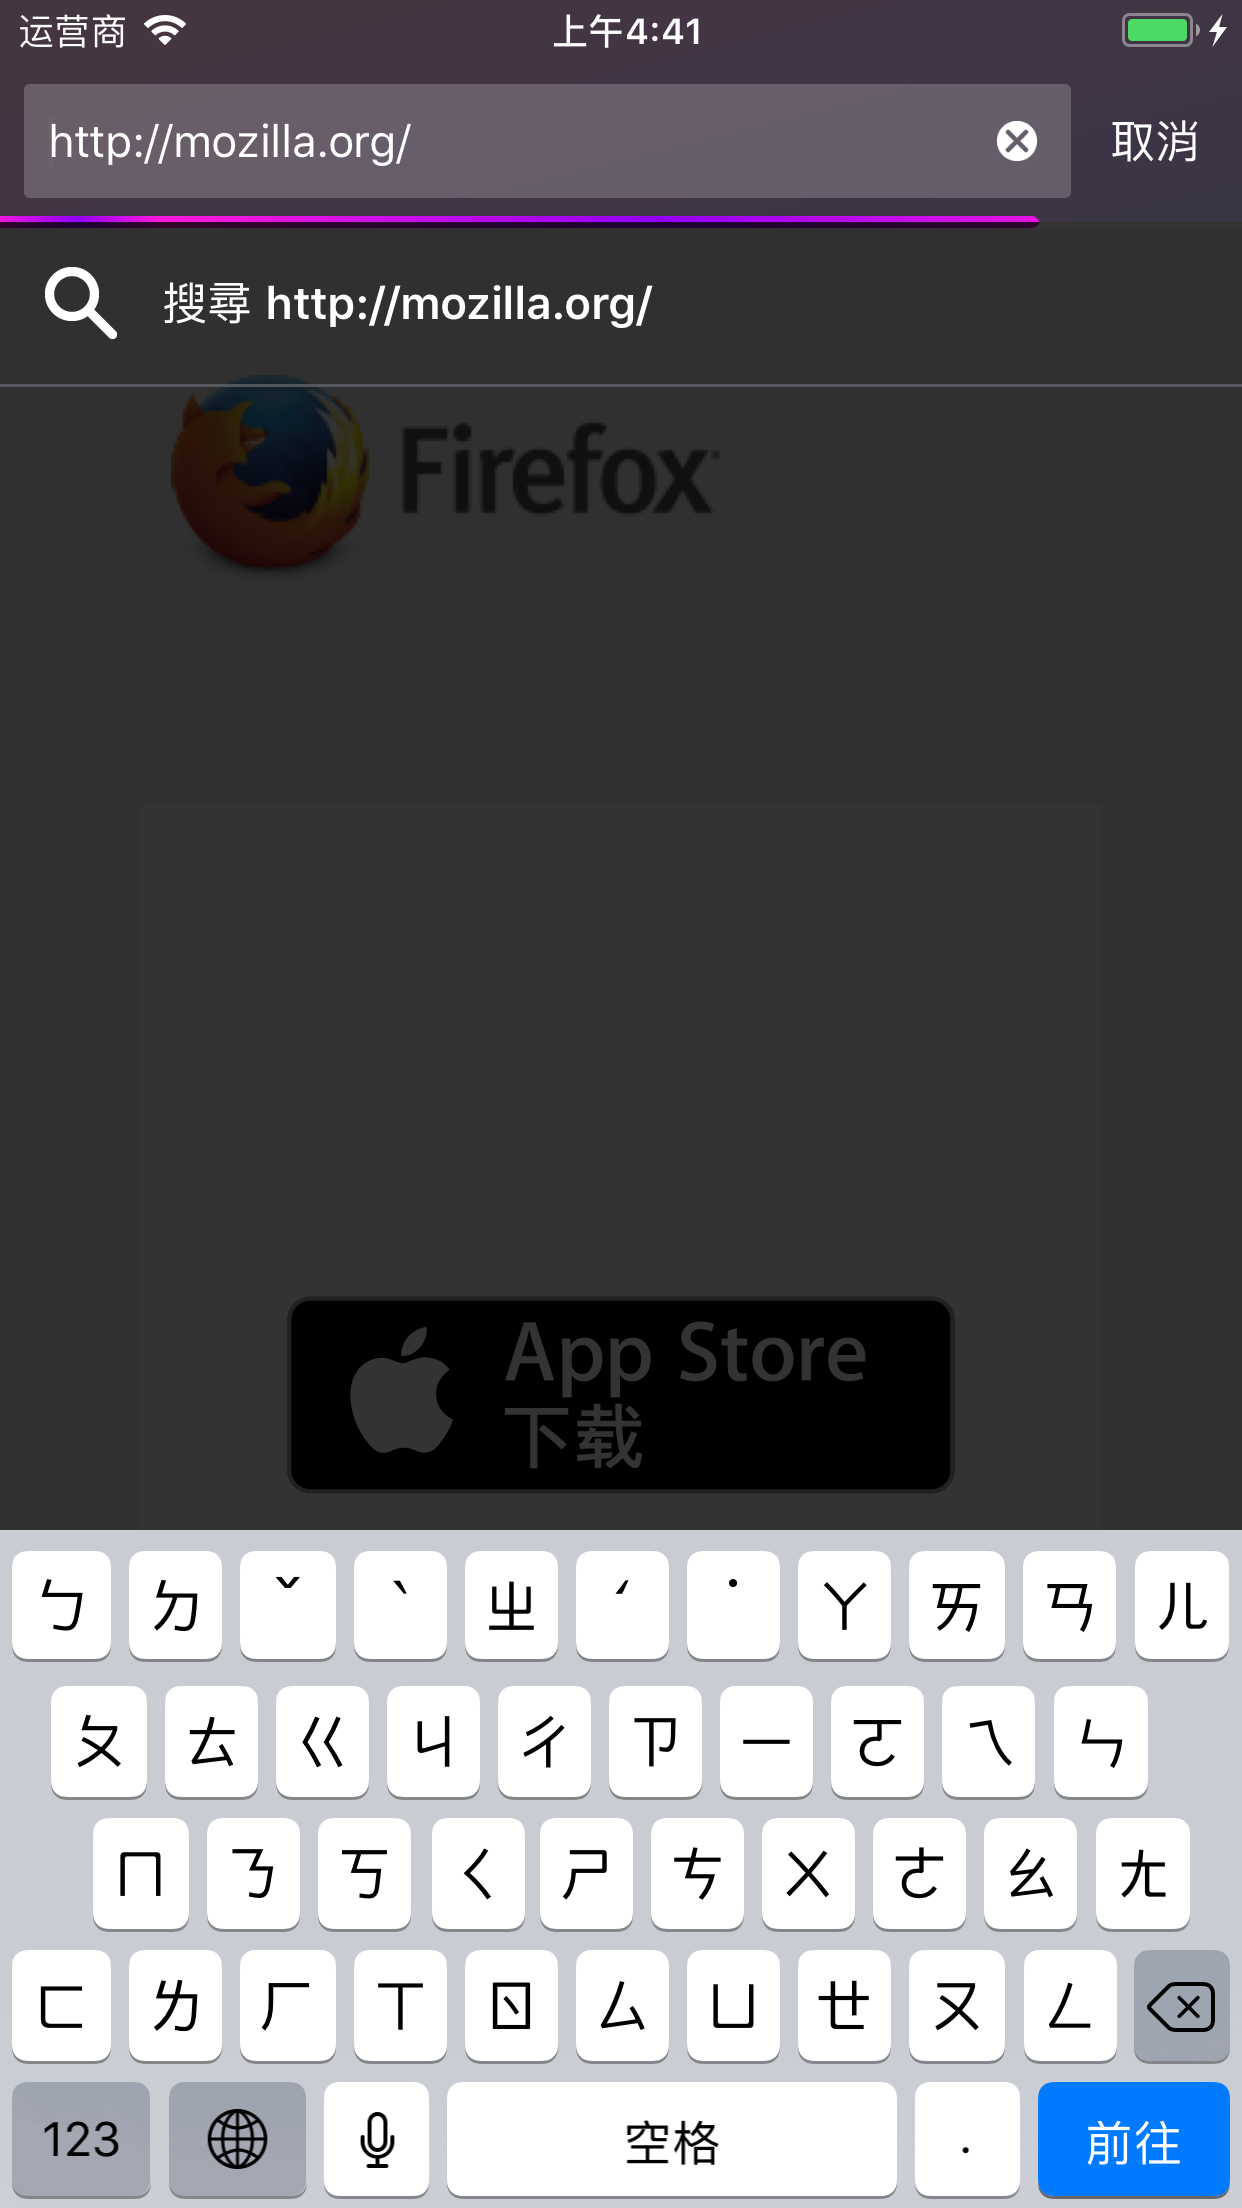 运营商 上午4:41
http://mozilla.org/ 取消
搜尋 http://mozilla.org/
Firefox
App Store
下载
ㄅ ㄉ ˇ ˋ ㄓ ˊ ˙ ㄚ ㄞ ㄢ ㄦ
ㄆ ㄊ ㄍ ㄐ ㄔ ㄗ ㄧ ㄛ ㄟ ㄣ
ㄇ ㄋ ㄎ ㄑ ㄕ ㄘ ㄨ ㄜ ㄠ ㄤ
ㄈ ㄌ ㄏ ㄒ ㄖ ㄙ ㄩ ㄝ ㄡ ㄥ
123 空格 . 前往